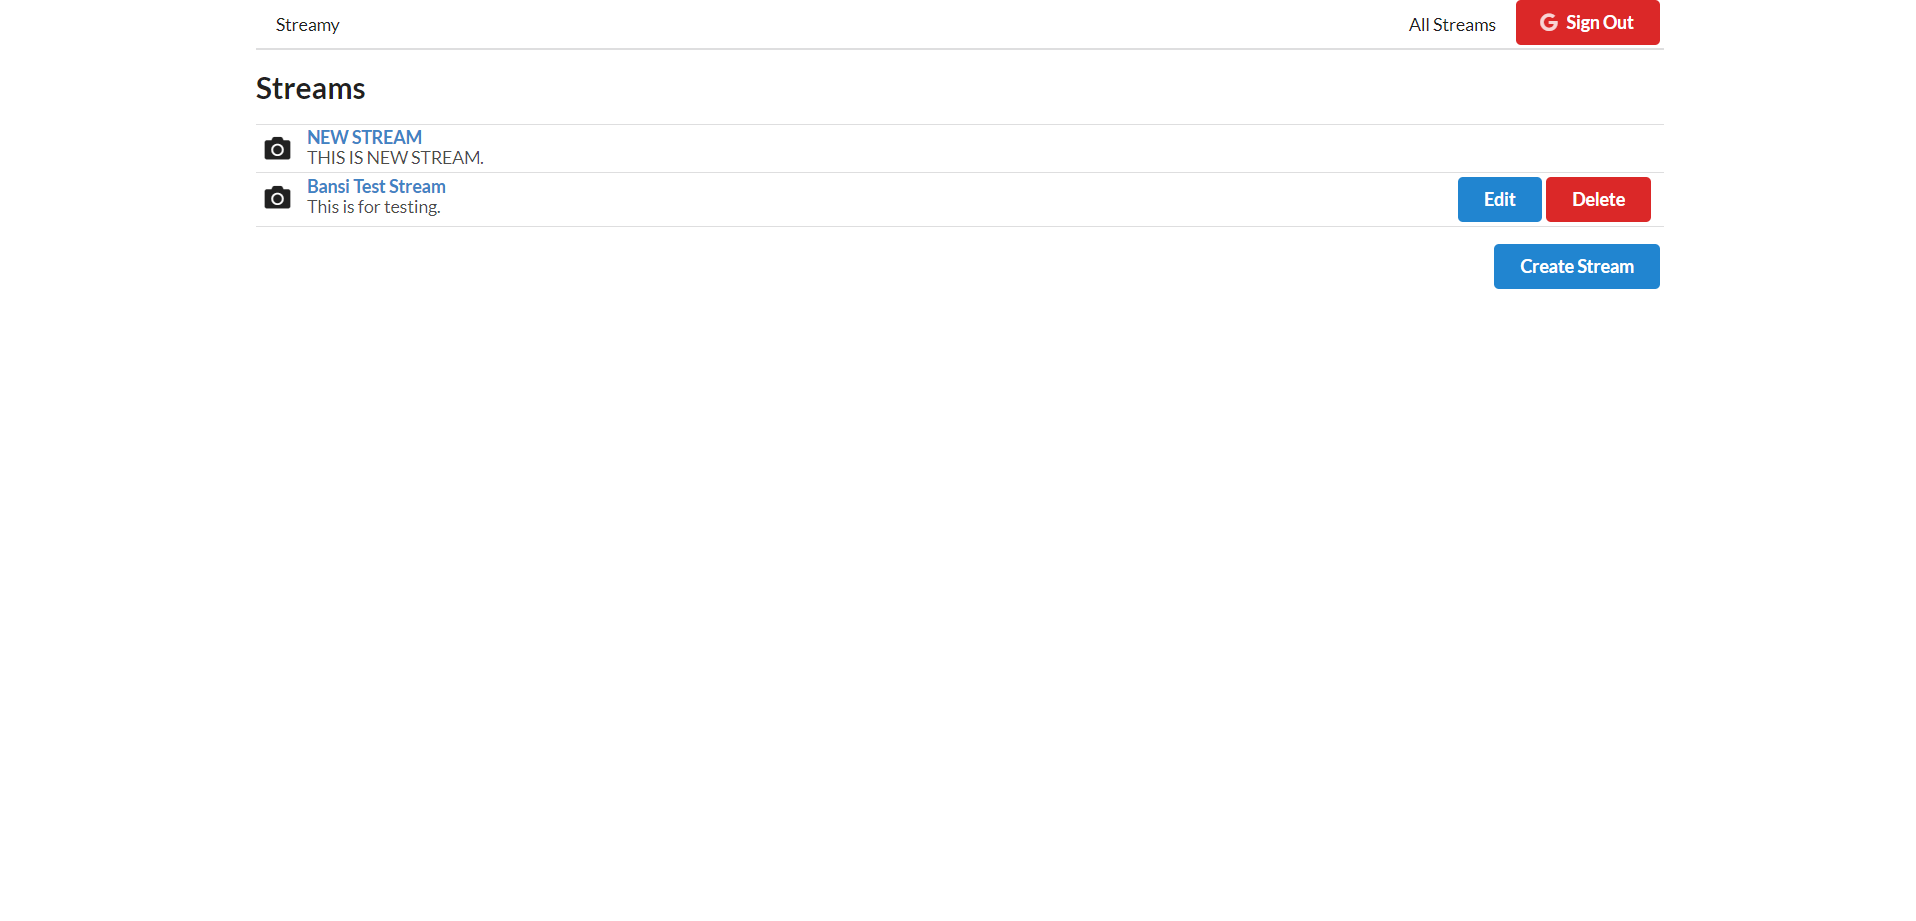 Streamy
All Streams
Sign Out
Streams
NEW STREAM
THIS IS NEW STREAM.
Bansi Test Stream
This is for testing.
Edit
Delete
Create Stream